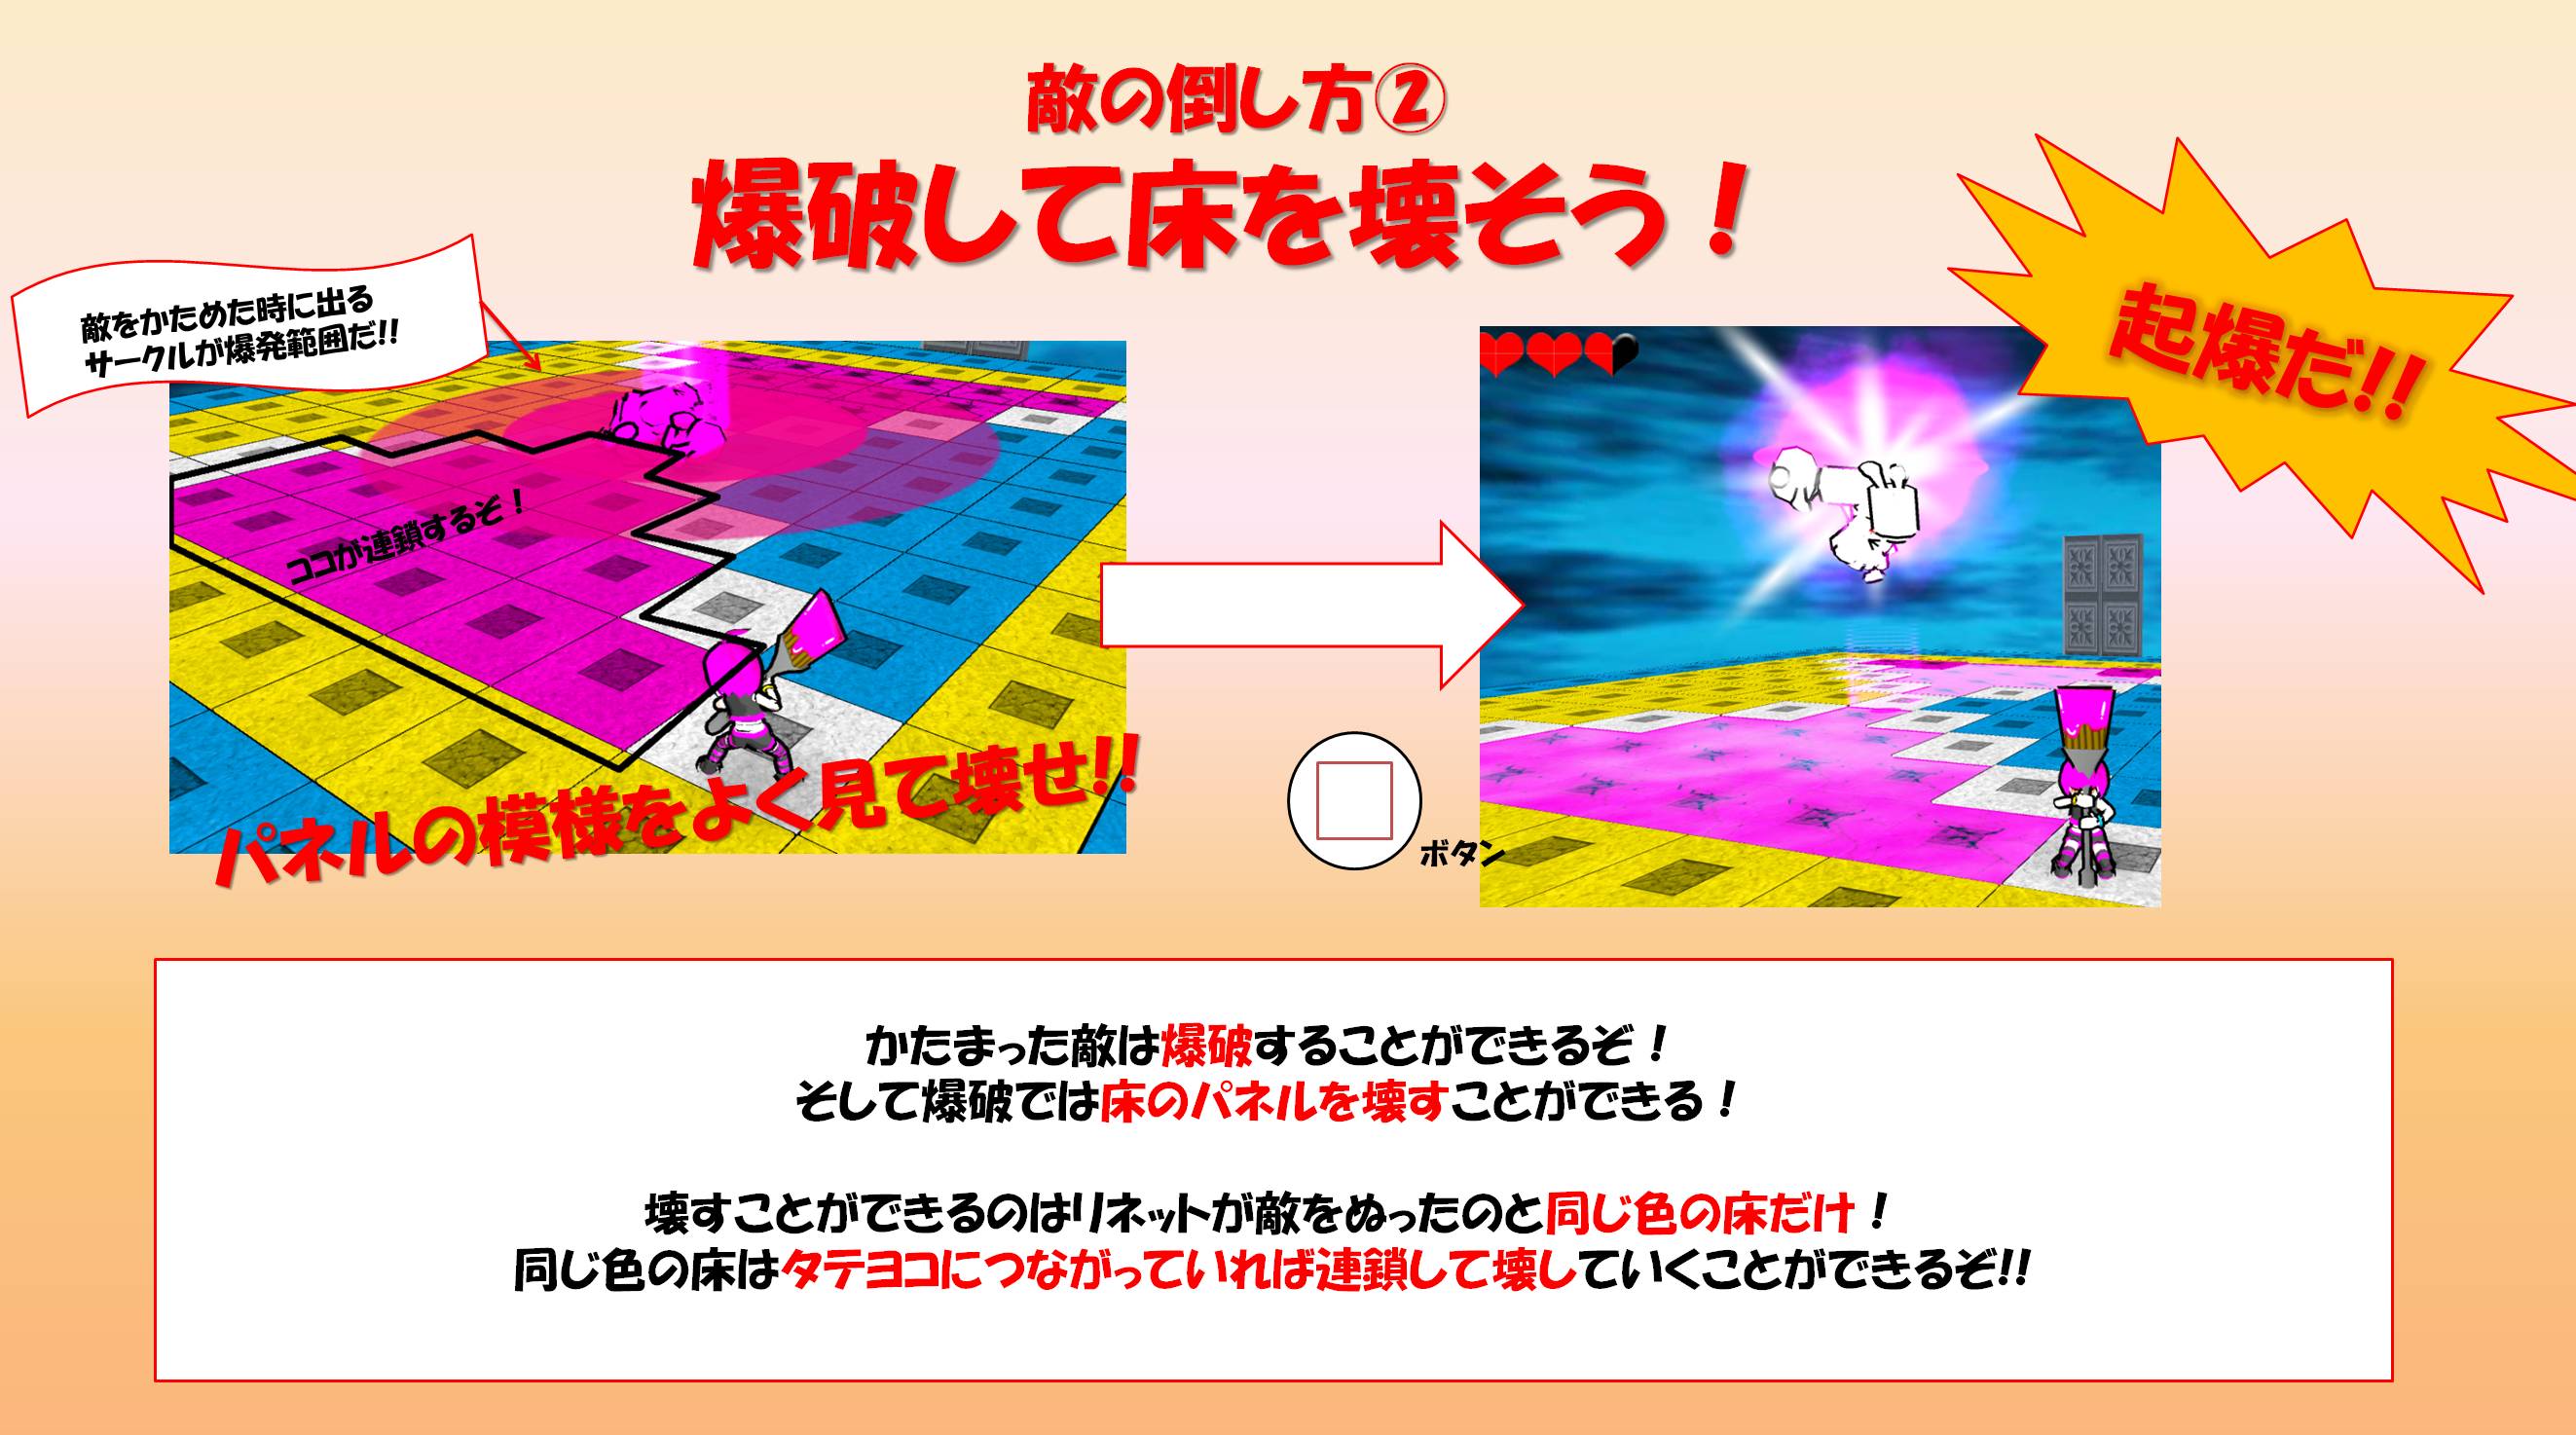 敵の倒し方②
爆破して床を壊そう！
起爆だ!!
敵をかためた時に出る
サークルが爆発範囲だ!!
ココが連鎖するぞ！
パネルの模様をよく見て壊せ!!
ボタン
かたまった敵は爆破することができるぞ！
そして爆破では床のパネルを壊すことができる！
壊すことができるのはリネットが敵をぬったのと同じ色の床だけ！
同じ色の床はタテヨコにつながっていれば連鎖して壊していくことができるぞ!!